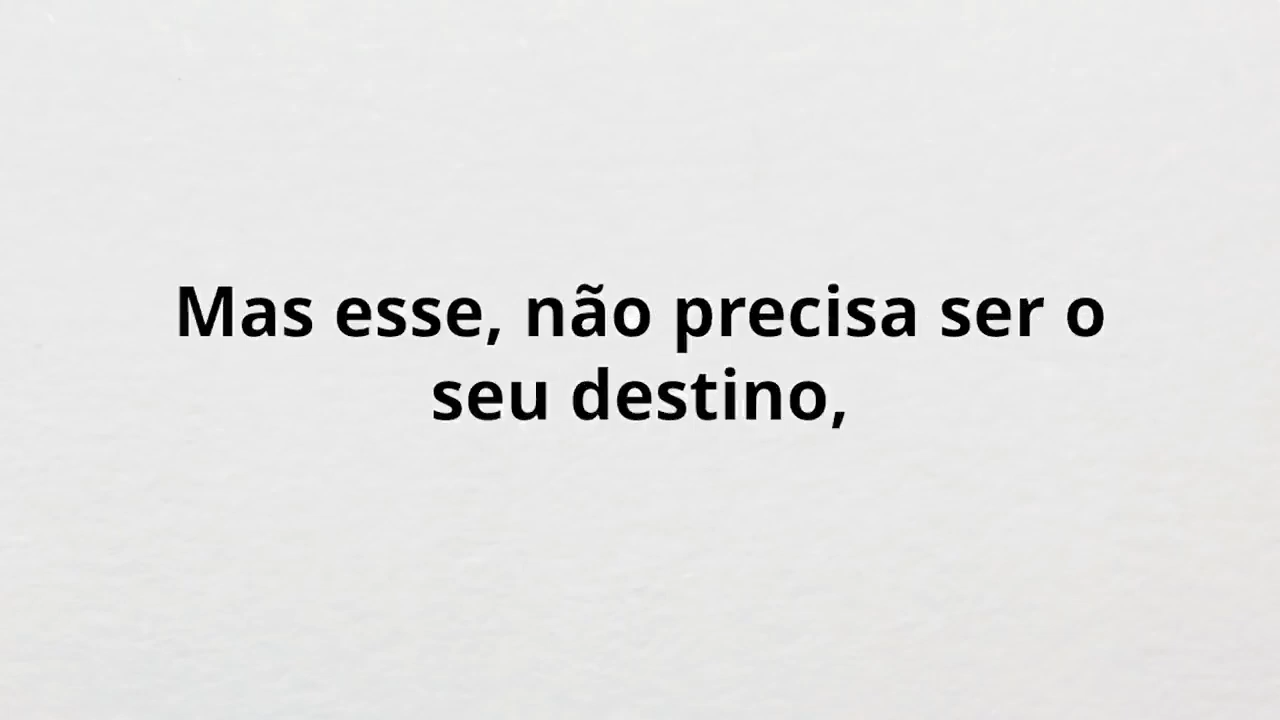 Mas esse, não precisa ser o
seu destino,